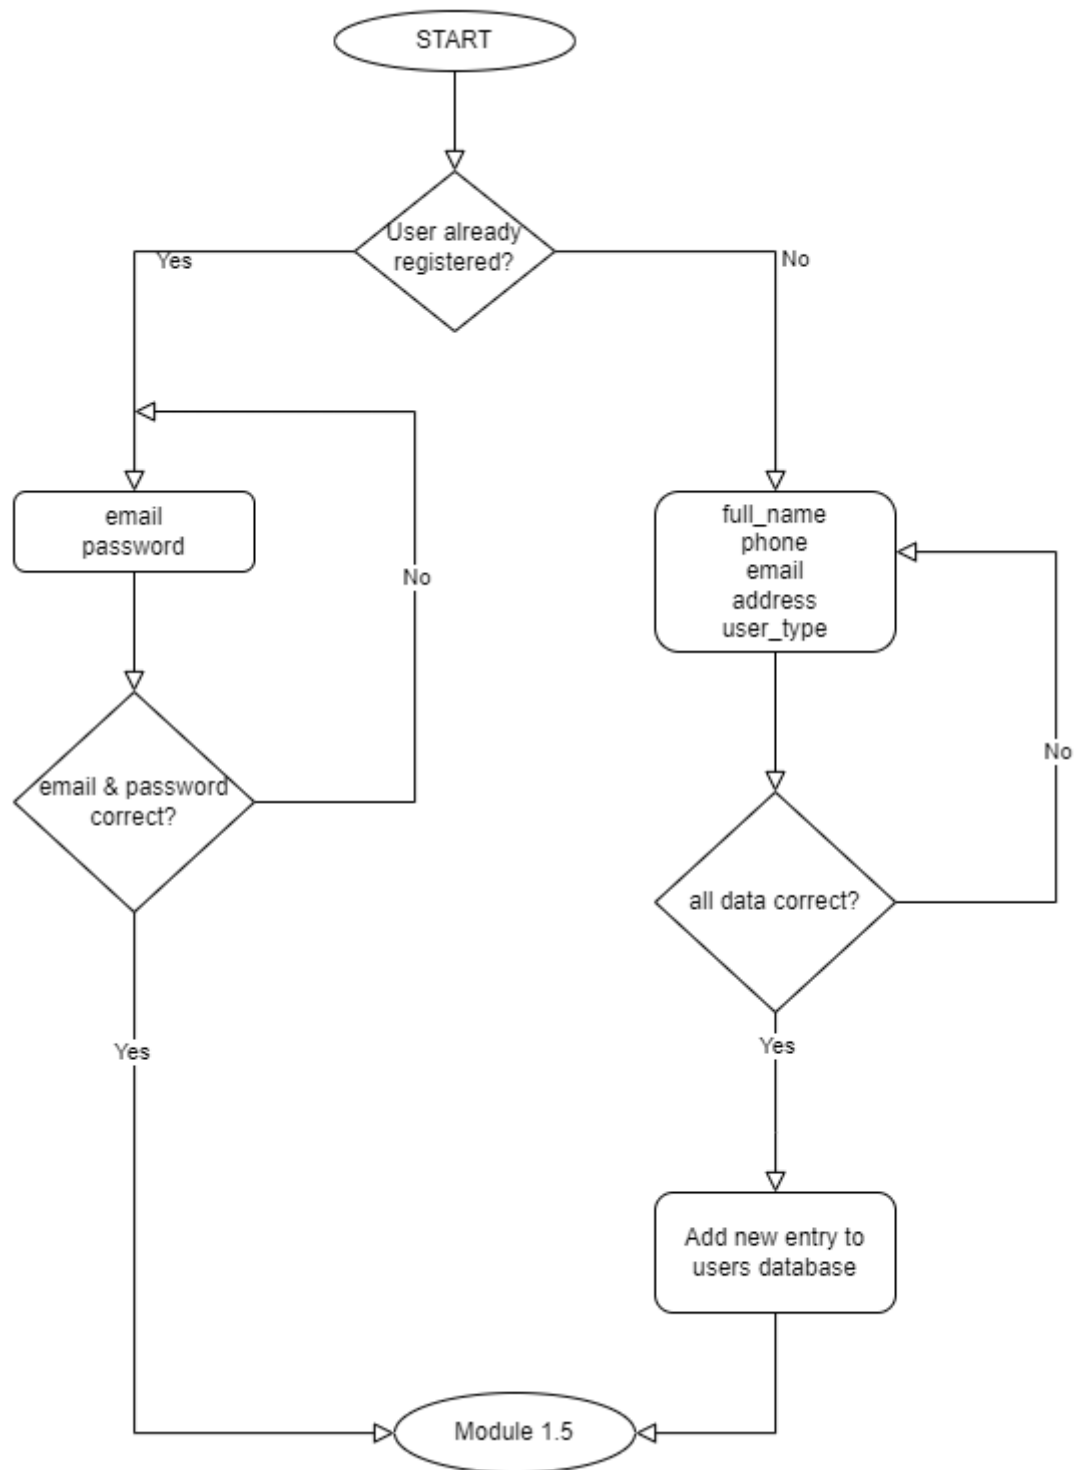 START
User already
registered?
Yes
No
email
password
No
full_name
phone
email
address
user_type
No
email & password
correct?
all data correct?
Yes
Yes
Add new entry to
users database
Module 1.5